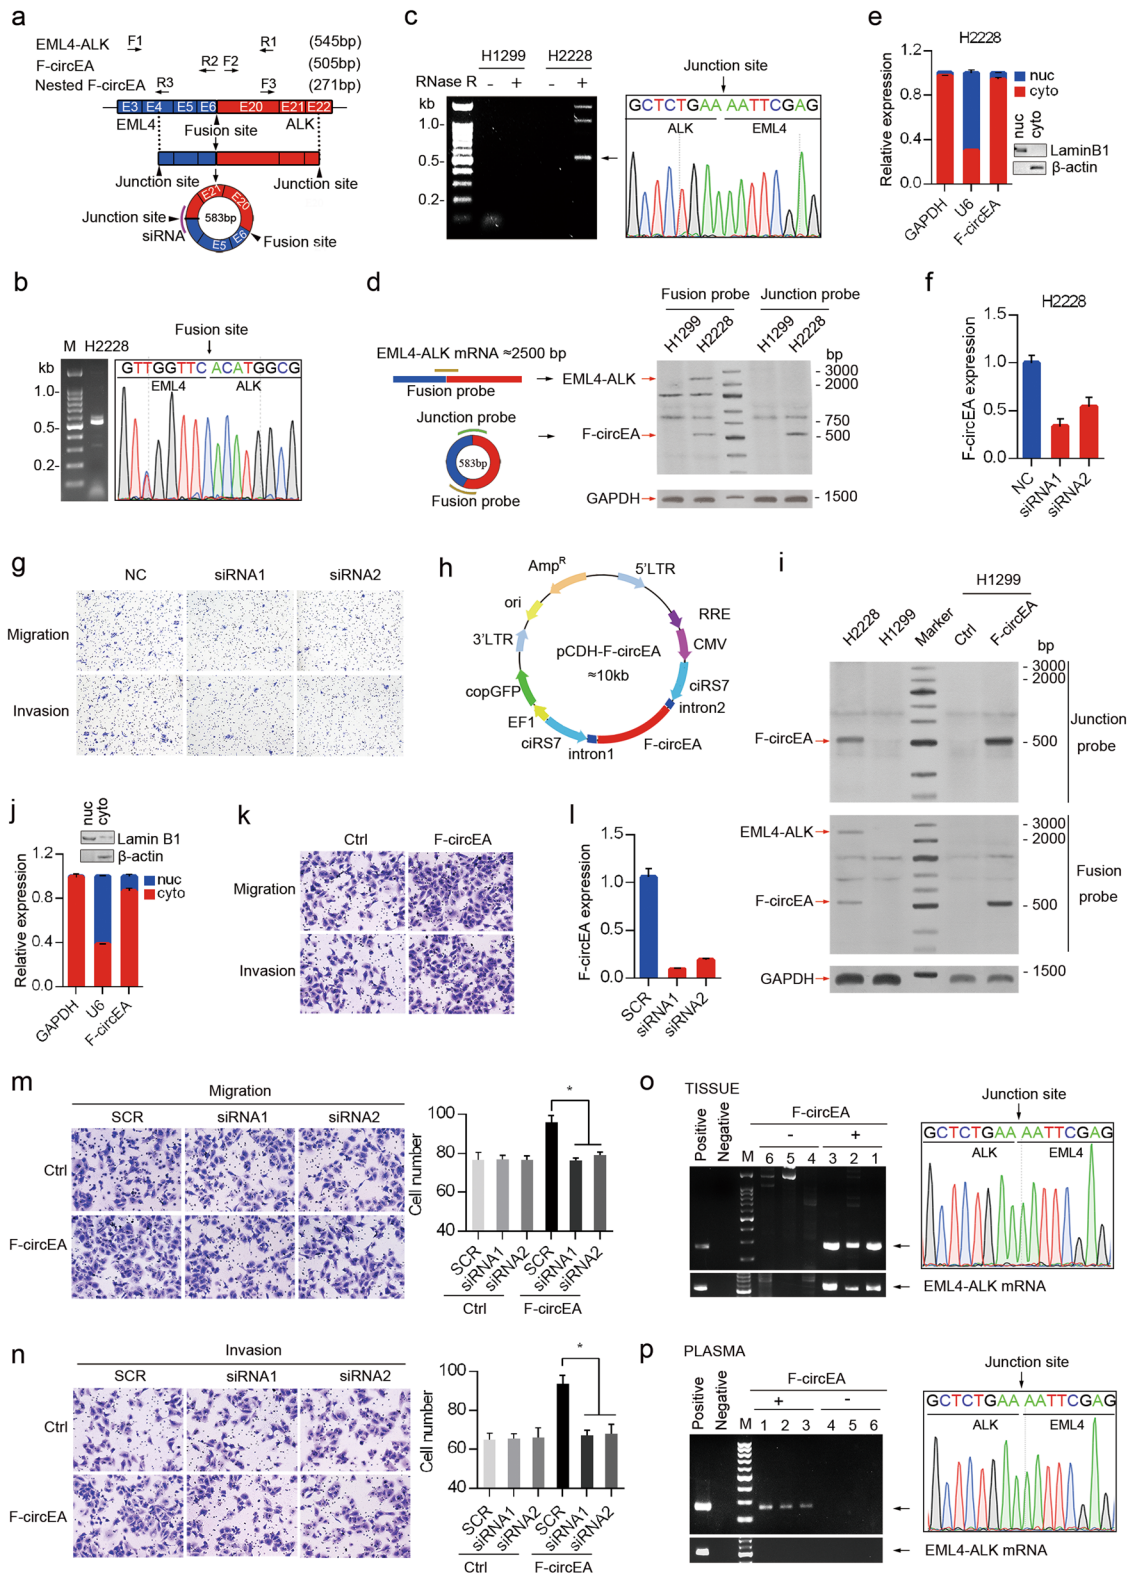 a
EML4-ALK F1 R1 (545bp)
F-circEA R2 F2 (505bp)
Nested F-circEA R3 F3 (271bp)
E3 E4 E5 E6 E20 E21 E22
EML4 Fusion site ALK
Junction site Junction site
E21 E20
Junction site 583bp
siRNA E5 E6 Fusion site
b
Fusion site
M H2228
kb GTTGGTTC ACATGGCG
EML4 ALK
1.0-
0.5-
0.2-
c
H1299 H2228
RNase R - + - +
kb
1.0-
0.5-
0.2-
Junction site
GCTCTGAA AATTCGAG
ALK EML4
d
Fusion probe Junction probe
H1299 H2228 H1299 H2228
bp
EML4-ALK mRNA ≈2500 bp
Fusion probe
EML4-ALK
- 3000
- 2000
- 750
- 500
Junction probe
F-circEA
583bp
Fusion probe
GAPDH - 1500
e
H2228
Relative expression
1.2
0.8
0.4
0.0
GAPDH U6 F-circEA
nuc
cyto
nuc cyto
LaminB1
β-actin
f
H2228
F-circEA expression
1.5
1.0
0.5
0.0
NC siRNA1 siRNA2
g
NC siRNA1 siRNA2
Migration
Invasion
h
AmpR 5'LTR
ori RRE
3'LTR CMV
pCDH-F-circEA
≈10kb
copGFP ciRS7
EF1 intron2
ciRS7 F-circEA
intron1
i
H1299
H2228 H1299 Marker Ctrl F-circEA
bp
- 3000
- 2000
Junction
probe
F-circEA - 500
EML4-ALK - 3000
- 2000
Fusion
probe
F-circEA - 500
GAPDH - 1500
j
nuc cyto
Lamin B1
β-actin
Relative expression
1.2
0.8
0.4
0.0
nuc
cyto
GAPDH U6 F-circEA
k
Ctrl F-circEA
Migration
Invasion
l
F-circEA expression
1.5
1.0
0.5
0.0
SCR siRNA1 siRNA2
m
Migration
SCR siRNA1 siRNA2
Ctrl
F-circEA
Cell number
100
80
60
40
*
SCR siRNA1 siRNA2 SCR siRNA1 siRNA2
Ctrl F-circEA
n
Invasion
SCR siRNA1 siRNA2
Ctrl
F-circEA
Cell number
100
80
60
40
*
SCR siRNA1 siRNA2 SCR siRNA1 siRNA2
Ctrl F-circEA
o
TISSUE
Positive Negative
F-circEA
- +
M 6 5 4 3 2 1
EML4-ALK mRNA
Junction site
GCTCTGAA AATTCGAG
ALK EML4
p
PLASMA
Positive Negative
F-circEA
+ -
M 1 2 3 4 5 6
EML4-ALK mRNA
Junction site
GCTCTGAA AATTCGAG
ALK EML4